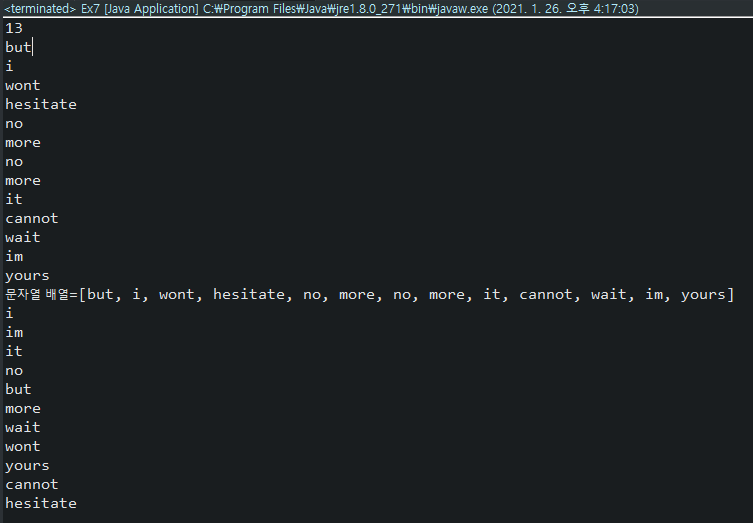 <terminated> Ex7 [Java Application] C:₩Program Files₩Java₩jre1.8.0_271₩bin₩javaw.exe (2021. 1. 26. 오후 4:17:03)
13
but
i
wont
hesitate
no
more
no
more
it
cannot
wait
im
yours
문자열 배열=[but, i, wont, hesitate, no, more, no, more, it, cannot, wait, im, yours]
i
im
it
no
but
more
wait
wont
yours
cannot
hesitate